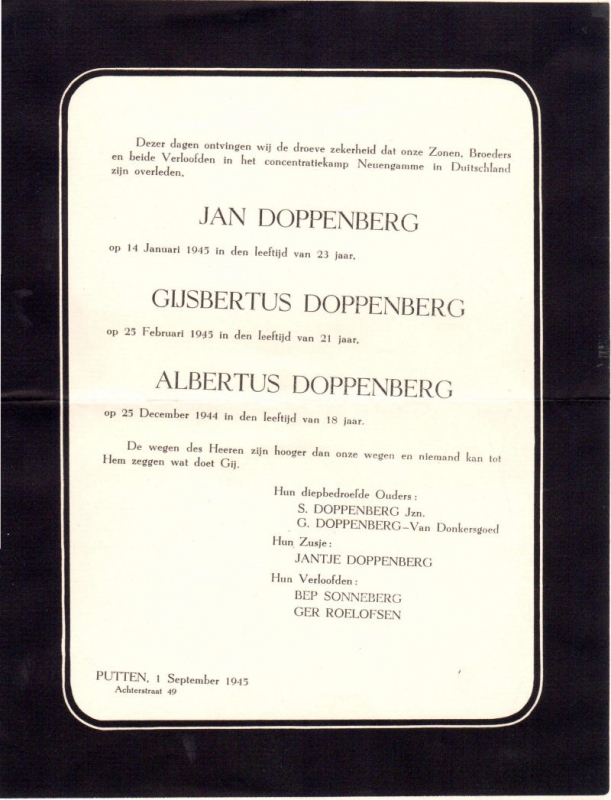 Dezer dagen ontvingen wij de droeve zekerheid dat onze Zonen, Broeders
en beide Verloofden in het concentratiekamp Neuengamme in Duitschland
zijn overleden,
JAN DOPPENBERG
op 14 Januari 1945 in den leeftijd van 23 jaar,
GIJSBERTUS DOPPENBERG
op 25 Februari 1945 in den leeftijd van 21 jaar,
ALBERTUS DOPPENBERG
op 25 December 1944 in den leeftijd van 18 jaar.
De wegen des Heeren zijn hooger dan onze wegen en niemand kan tot
Hem zeggen wat doet Gij.
Hun diepbedroefde Ouders:
S. DOPPENBERG Jzn.
G. DOPPENBERG-Van Donkersgoed
Hun Zusje:
JANTJE DOPPENBERG
Hun Verloofden:
BEP SONNEBERG
GER ROELOFSEN
PUTTEN, 1 September 1945
Achterstraat 49